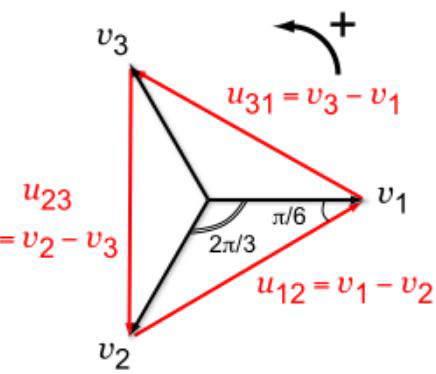 +
v3
u31 = v3 – v1
u23
= v2 – v3
π/6
v1
2π/3
u12 = v1 – v2
v2